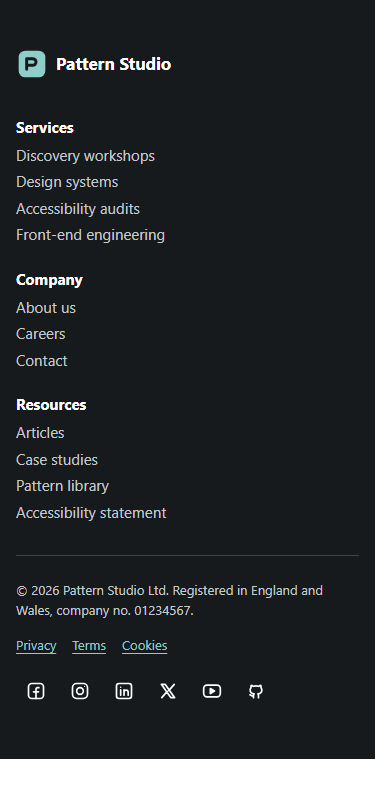 Pattern Studio
Services
Discovery workshops
Design systems
Accessibility audits
Front-end engineering
Company
About us
Careers
Contact
Resources
Articles
Case studies
Pattern library
Accessibility statement
© 2026 Pattern Studio Ltd. Registered in England and
Wales, company no. 01234567.
Privacy Terms Cookies